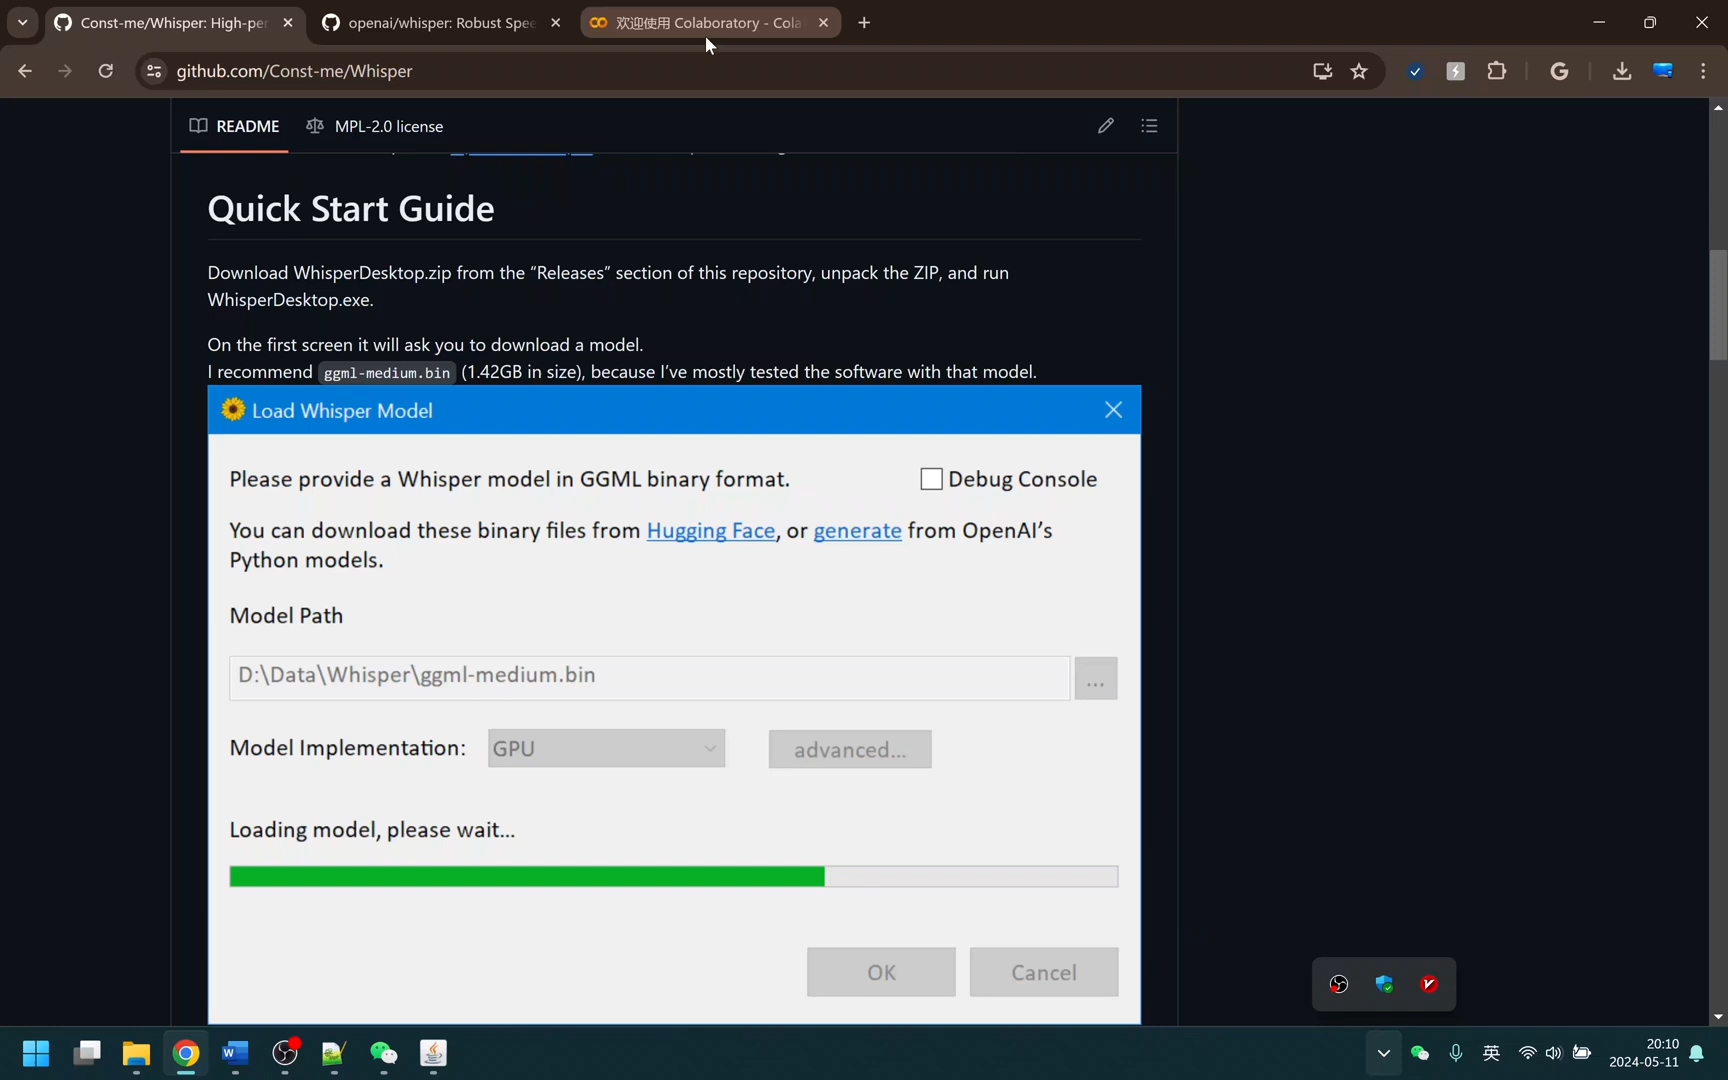 Const-me/Whisper: High-per
openai/whisper: Robust Spee
欢迎使用 Colaboratory - Cola
github.com/Const-me/Whisper
README
MPL-2.0 license
Quick Start Guide
Download WhisperDesktop.zip from the “Releases” section of this repository, unpack the ZIP, and run
WhisperDesktop.exe.
On the first screen it will ask you to download a model.
I recommend ggml-medium.bin (1.42GB in size), because I’ve mostly tested the software with that model.
Load Whisper Model
Please provide a Whisper model in GGML binary format.
Debug Console
You can download these binary files from Hugging Face, or generate from OpenAI’s
Python models.
Model Path
D:\Data\Whisper\ggml-medium.bin
...
Model Implementation:
GPU
advanced...
Loading model, please wait...
OK
Cancel
英
20:10
2024-05-11